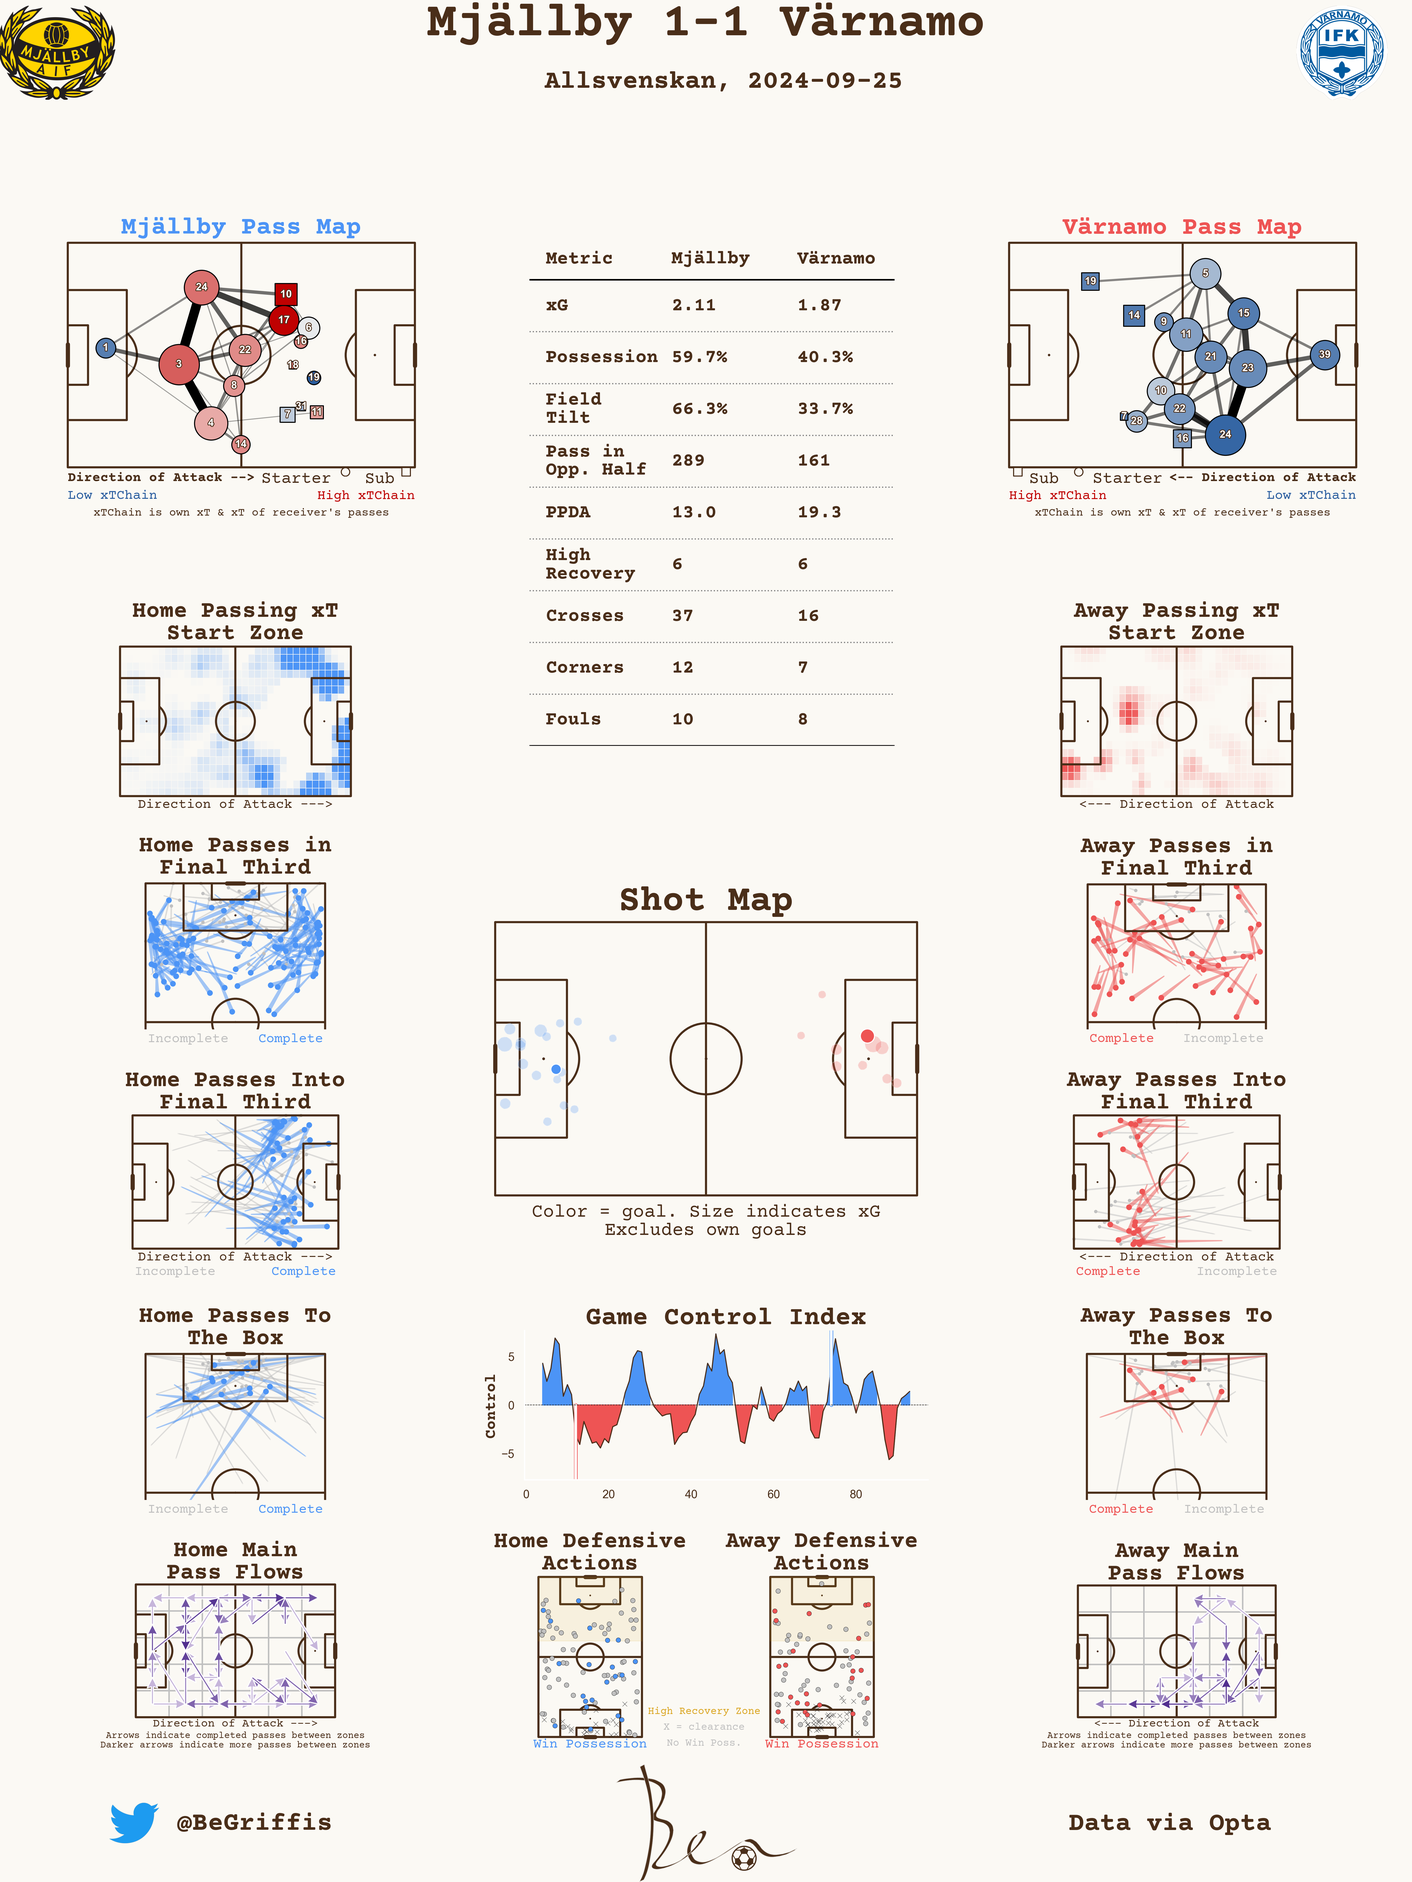 Mjällby 1-1 Värnamo
Allsvenskan, 2024-09-25
MJÄLLBY
A I F
VÄRNAMO
IFK
Mjällby Pass Map
24
10
17
6
16
1
22
3
18
19
8
31
7
11
4
14
Direction of Attack --> Starter Sub
Low xTChain High xTChain
xTChain is own xT & xT of receiver's passes
Metric Mjällby Värnamo
xG 2.11 1.87
Possession 59.7% 40.3%
Field
Tilt 66.3% 33.7%
Pass in
Opp. Half 289 161
PPDA 13.0 19.3
High
Recovery 6 6
Crosses 37 16
Corners 12 7
Fouls 10 8
Värnamo Pass Map
5
19
14
9
15
11
21
39
23
10
22
7
28
24
16
Sub Starter <-- Direction of Attack
High xTChain Low xTChain
xTChain is own xT & xT of receiver's passes
Home Passing xT
Start Zone
Direction of Attack --->
Away Passing xT
Start Zone
<--- Direction of Attack
Home Passes in
Final Third
Incomplete Complete
Away Passes in
Final Third
Complete Incomplete
Shot Map
Color = goal. Size indicates xG
Excludes own goals
Home Passes Into
Final Third
Direction of Attack --->
Incomplete Complete
Away Passes Into
Final Third
<--- Direction of Attack
Complete Incomplete
Home Passes To
The Box
Incomplete Complete
Game Control Index
Control
5
0
−5
0 20 40 60 80
Away Passes To
The Box
Complete Incomplete
Home Main
Pass Flows
Direction of Attack --->
Arrows indicate completed passes between zones
Darker arrows indicate more passes between zones
Home Defensive
Actions
Win Possession
High Recovery Zone
X = clearance
No Win Poss.
Away Defensive
Actions
Win Possession
Away Main
Pass Flows
<--- Direction of Attack
Arrows indicate completed passes between zones
Darker arrows indicate more passes between zones
@BeGriffis
Ben
Data via Opta